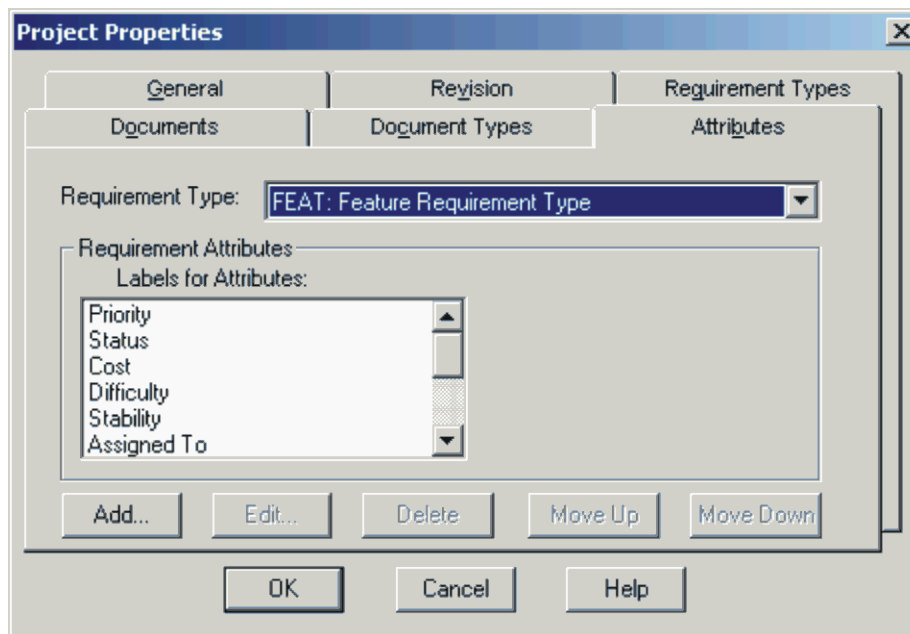 Project Properties
General Revision Requirement Types
Documents Document Types Attributes
Requirement Type: FEAT: Feature Requirement Type
Requirement Attributes
Labels for Attributes:
Priority
Status
Cost
Difficulty
Stability
Assigned To
Add... Edit... Delete Move Up Move Down
OK Cancel Help